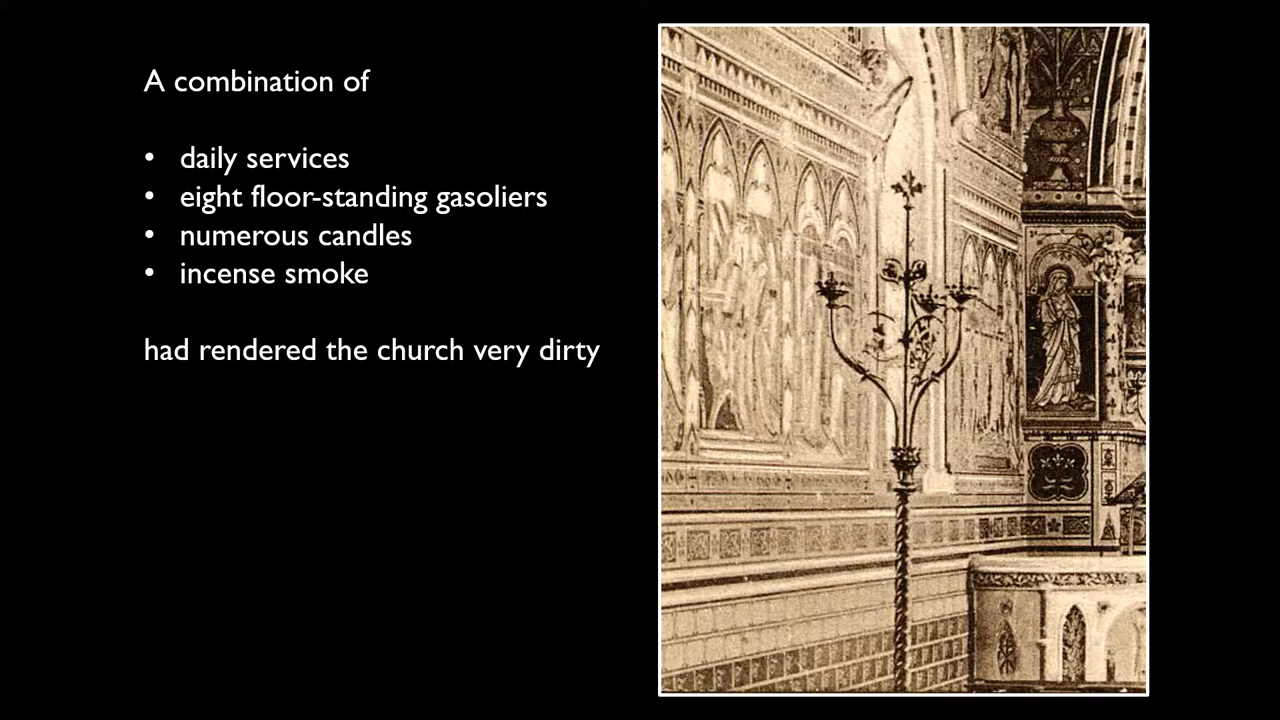 A combination of
• daily services
• eight floor-standing gasoliers
• numerous candles
• incense smoke
had rendered the church very dirty